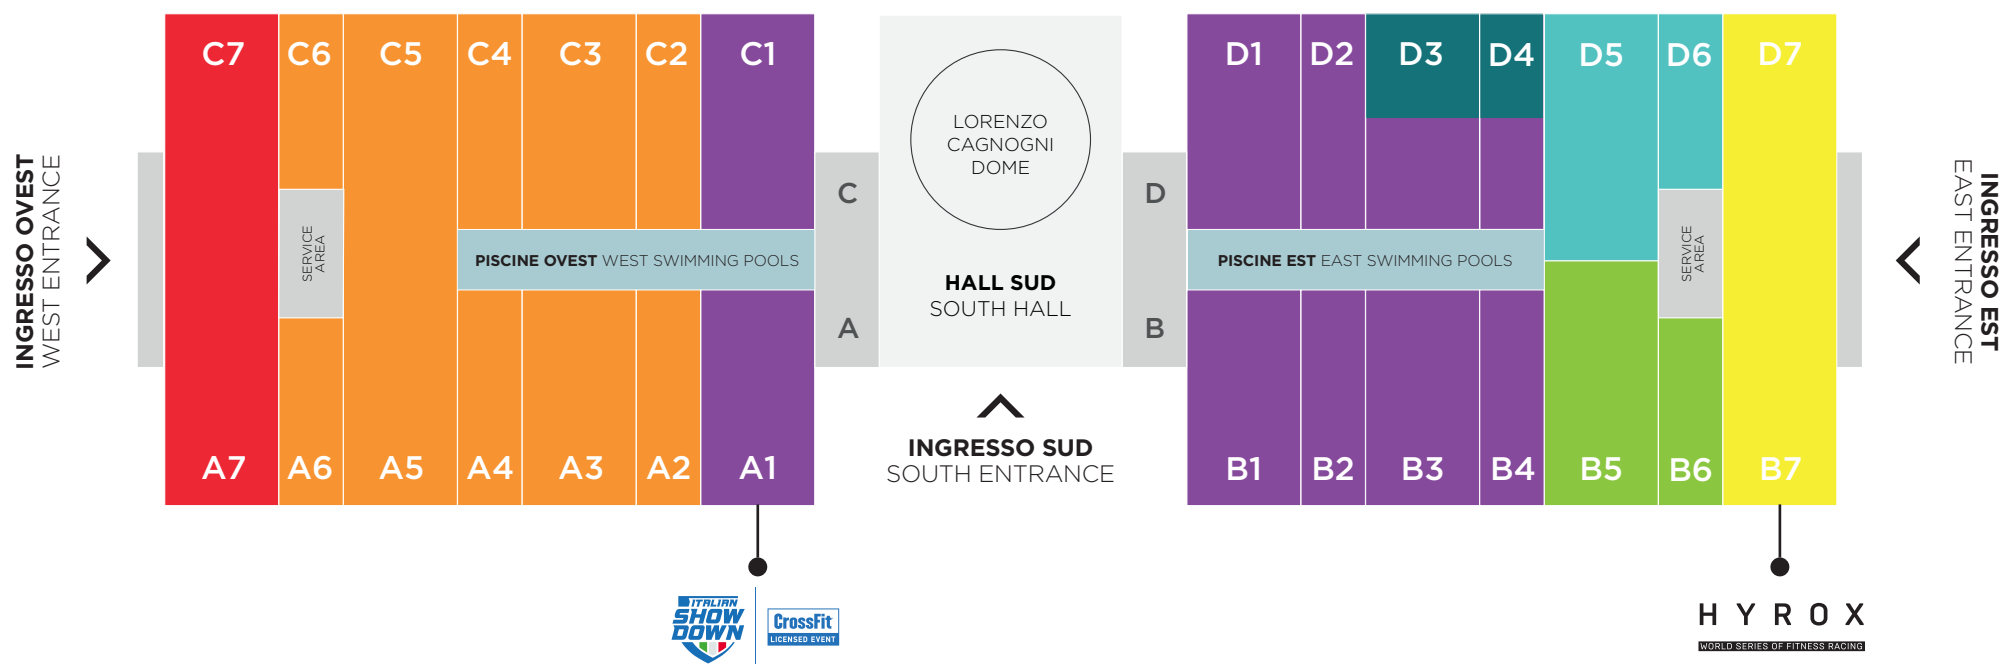 C7
C6
C5
C4
C3
C2
C1
D1
D2
D3
D4
D5
D6
D7
LORENZO
CAGNOGNI
DOME
INGRESSO OVEST
WEST ENTRANCE
SERVICE
AREA
PISCINE OVEST WEST SWIMMING POOLS
C
A
HALL SUD
SOUTH HALL
D
B
PISCINE EST EAST SWIMMING POOLS
SERVICE
AREA
INGRESSO EST
EAST ENTRANCE
INGRESSO SUD
SOUTH ENTRANCE
A7
A6
A5
A4
A3
A2
A1
B1
B2
B3
B4
B5
B6
B7
ITALIAN
SHOW
DOWN
CrossFit
LICENSED EVENT
HYROX
WORLD SERIES OF FITNESS RACING